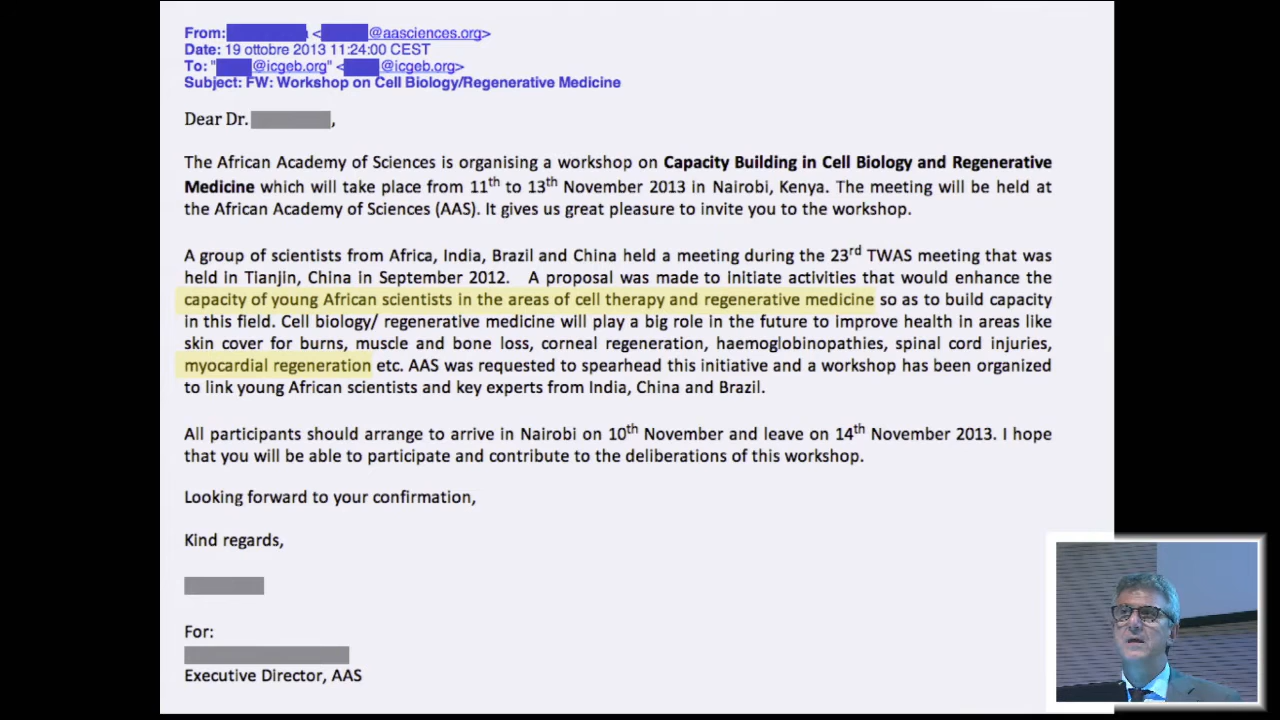 From: <@aasciences.org>
Date: 19 ottobre 2013 11:24:00 CEST
To: "@icgeb.org" <@icgeb.org>
Subject: FW: Workshop on Cell Biology/Regenerative Medicine
Dear Dr. ,
The African Academy of Sciences is organising a workshop on Capacity Building in Cell Biology and Regenerative
Medicine which will take place from 11th to 13th November 2013 in Nairobi, Kenya. The meeting will be held at
the African Academy of Sciences (AAS). It gives us great pleasure to invite you to the workshop.
A group of scientists from Africa, India, Brazil and China held a meeting during the 23rd TWAS meeting that was
held in Tianjin, China in September 2012. A proposal was made to initiate activities that would enhance the
capacity of young African scientists in the areas of cell therapy and regenerative medicine so as to build capacity
in this field. Cell biology/ regenerative medicine will play a big role in the future to improve health in areas like
skin cover for burns, muscle and bone loss, corneal regeneration, haemoglobinopathies, spinal cord injuries,
myocardial regeneration etc. AAS was requested to spearhead this initiative and a workshop has been organized
to link young African scientists and key experts from India, China and Brazil.
All participants should arrange to arrive in Nairobi on 10th November and leave on 14th November 2013. I hope
that you will be able to participate and contribute to the deliberations of this workshop.
Looking forward to your confirmation,
Kind regards,
For:
Executive Director, AAS